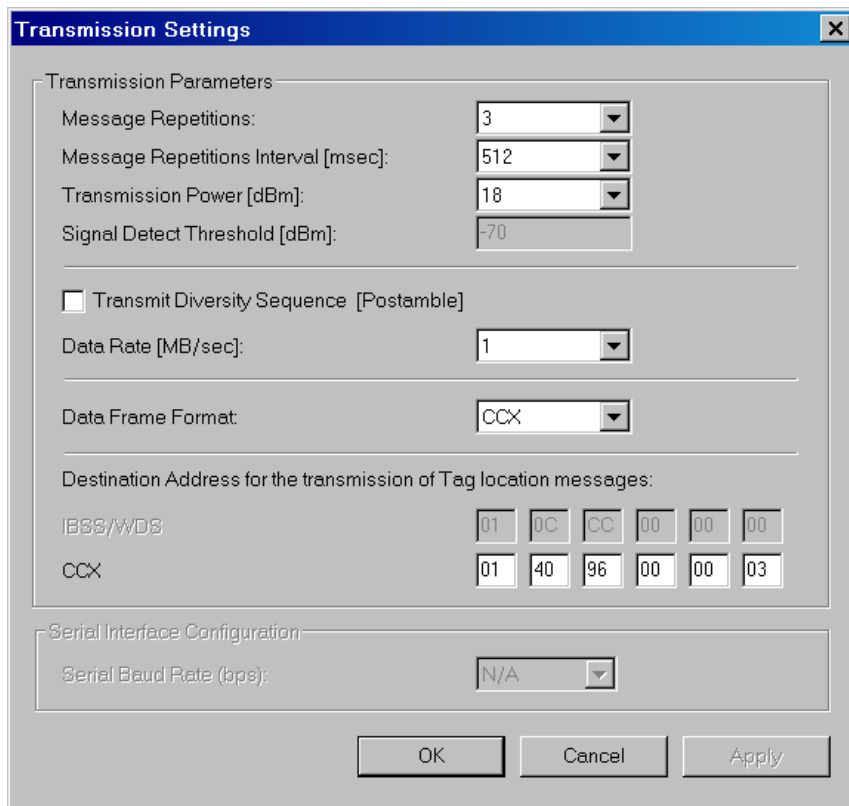 Transmission Settings
Transmission Parameters
Message Repetitions: 3
Message Repetitions Interval [msec]: 512
Transmission Power [dBm]: 18
Signal Detect Threshold [dBm]: -70
Transmit Diversity Sequence [Postamble]
Data Rate [MB/sec]: 1
Data Frame Format: CCX
Destination Address for the transmission of Tag location messages:
IBSS/WDS 01 0C CC 00 00 00
CCX 01 40 96 00 00 03
Serial Interface Configuration
Serial Baud Rate (bps): N/A
OK Cancel Apply